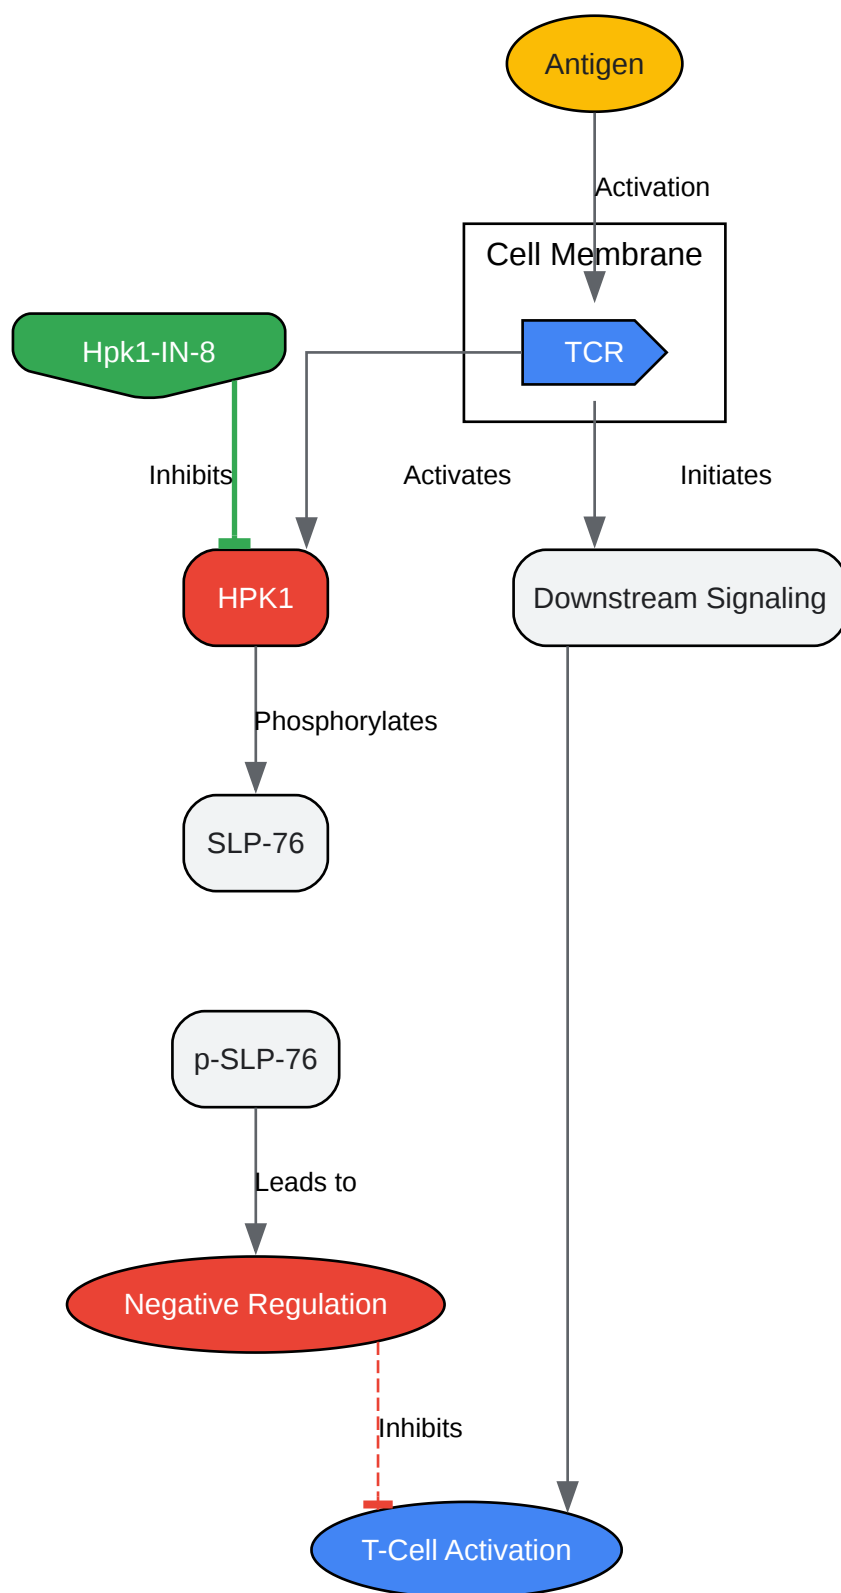 Antigen
Activation
Cell Membrane
Hpk1-IN-8
TCR
Inhibits
Activates
Initiates
HPK1
Downstream Signaling
Phosphorylates
SLP-76
p-SLP-76
Leads to
Negative Regulation
Inhibits
T-Cell Activation